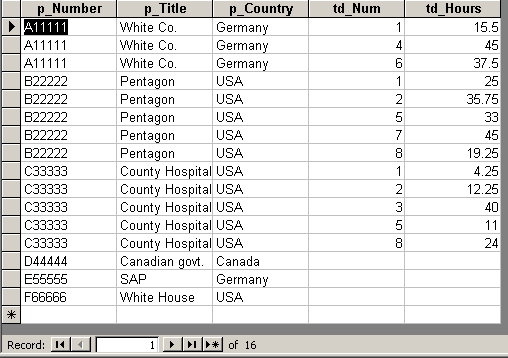 p_Number p_Title p_Country td_Num td_Hours
A11111 White Co. Germany 1 15.5
A11111 White Co. Germany 4 45
A11111 White Co. Germany 6 37.5
B22222 Pentagon USA 1 25
B22222 Pentagon USA 2 35.75
B22222 Pentagon USA 5 33
B22222 Pentagon USA 7 45
B22222 Pentagon USA 8 19.25
C33333 County Hospital USA 1 4.25
C33333 County Hospital USA 2 12.25
C33333 County Hospital USA 3 40
C33333 County Hospital USA 5 11
C33333 County Hospital USA 8 24
D44444 Canadian govt. Canada
E55555 SAP Germany
F66666 White House USA
Record: 1 of 16